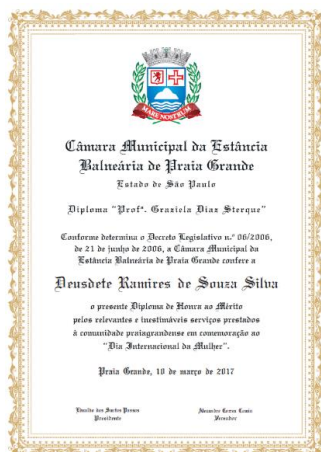 MARE NOSTRUM
Câmara Municipal da Estância
Balneária de Praia Grande
Estado de São Paulo
Diploma "Profª. Graziela Diaz Sterque"
Conforme determina o Decreto Legislativo n.º 06/2006,
de 21 de junho de 2006, a Câmara Municipal da
Estância Balneária de Praia Grande confere a
Deusdete Ramires de Souza Silva
o presente Diploma de Honra ao Mérito
pelos relevantes e inestimáveis serviços prestados
à comunidade praiagrandense em comemoração ao
"Dia Internacional da Mulher".
Praia Grande, 10 de março de 2017
dos Santos
Presidente
Vereador